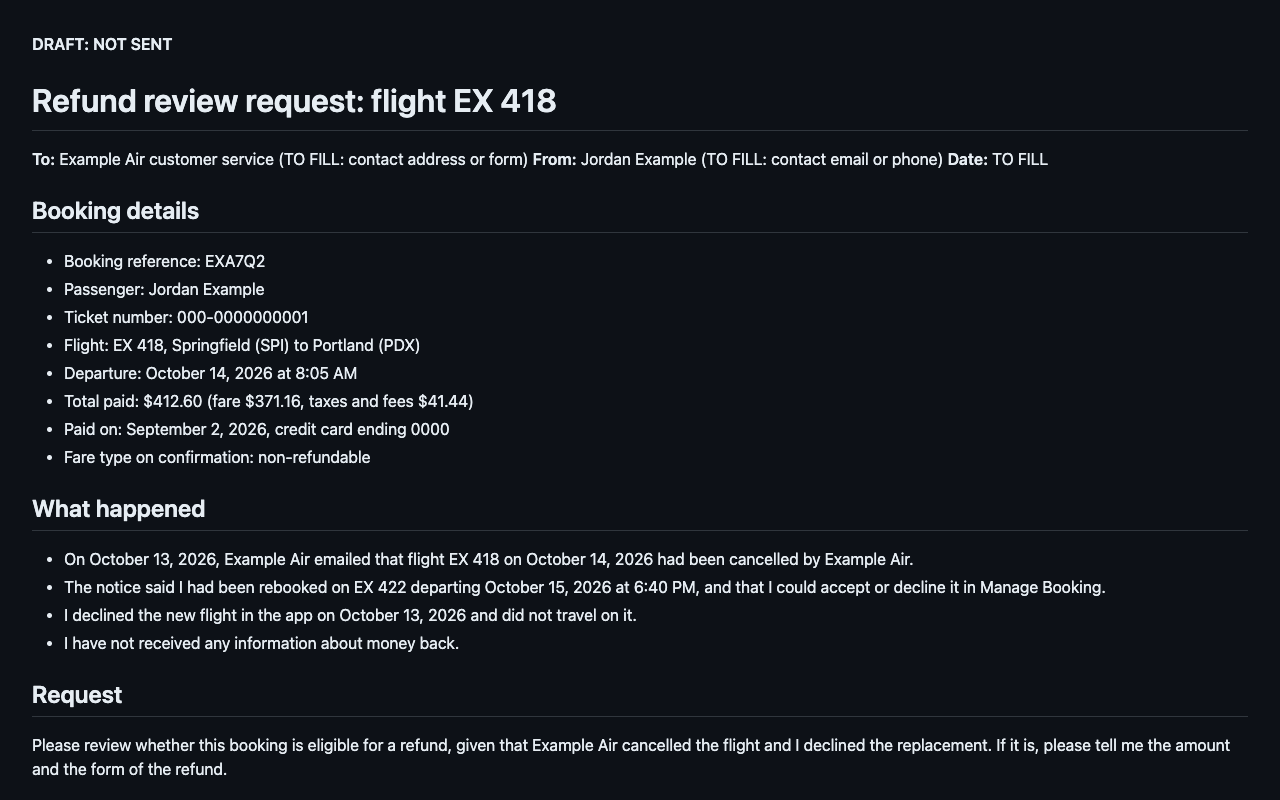 DRAFT: NOT SENT
Refund review request: flight EX 418
To: Example Air customer service (TO FILL: contact address or form) From: Jordan Example (TO FILL: contact email or phone) Date: TO FILL
Booking details
• Booking reference: EXA7Q2
• Passenger: Jordan Example
• Ticket number: 000-0000000001
• Flight: EX 418, Springfield (SPI) to Portland (PDX)
• Departure: October 14, 2026 at 8:05 AM
• Total paid: $412.60 (fare $371.16, taxes and fees $41.44)
• Paid on: September 2, 2026, credit card ending 0000
• Fare type on confirmation: non-refundable
What happened
• On October 13, 2026, Example Air emailed that flight EX 418 on October 14, 2026 had been cancelled by Example Air.
• The notice said I had been rebooked on EX 422 departing October 15, 2026 at 6:40 PM, and that I could accept or decline it in Manage Booking.
• I declined the new flight in the app on October 13, 2026 and did not travel on it.
• I have not received any information about money back.
Request
Please review whether this booking is eligible for a refund, given that Example Air cancelled the flight and I declined the replacement. If it is, please tell me the amount
and the form of the refund.